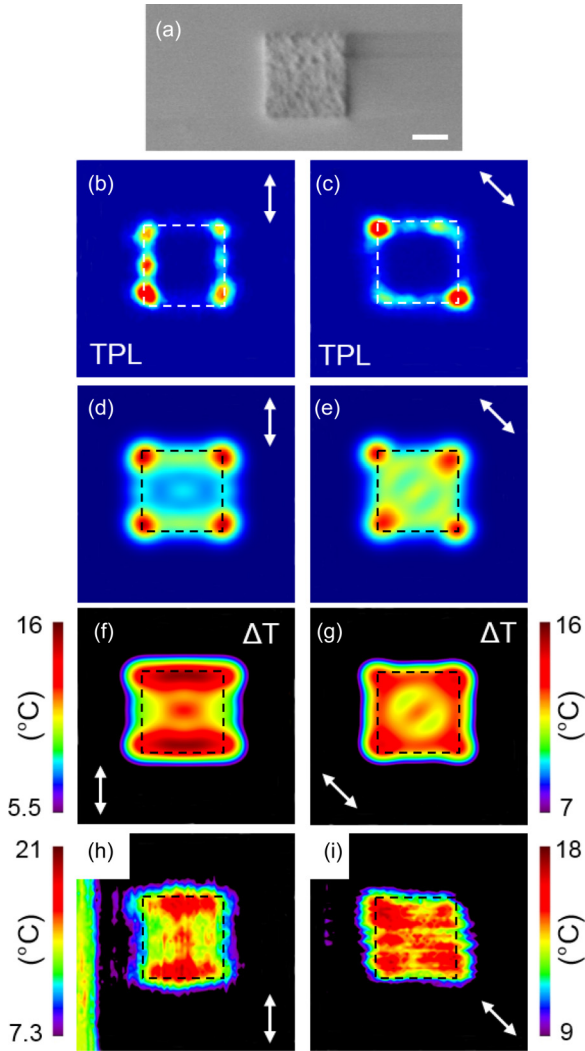 (a)
(b)
(c)
TPL
TPL
(d)
(e)
16
(f)
ΔT
(g)
ΔT
16
(°C)
(°C)
5.5
7
21
(h)
(i)
18
(°C)
(°C)
7.3
9